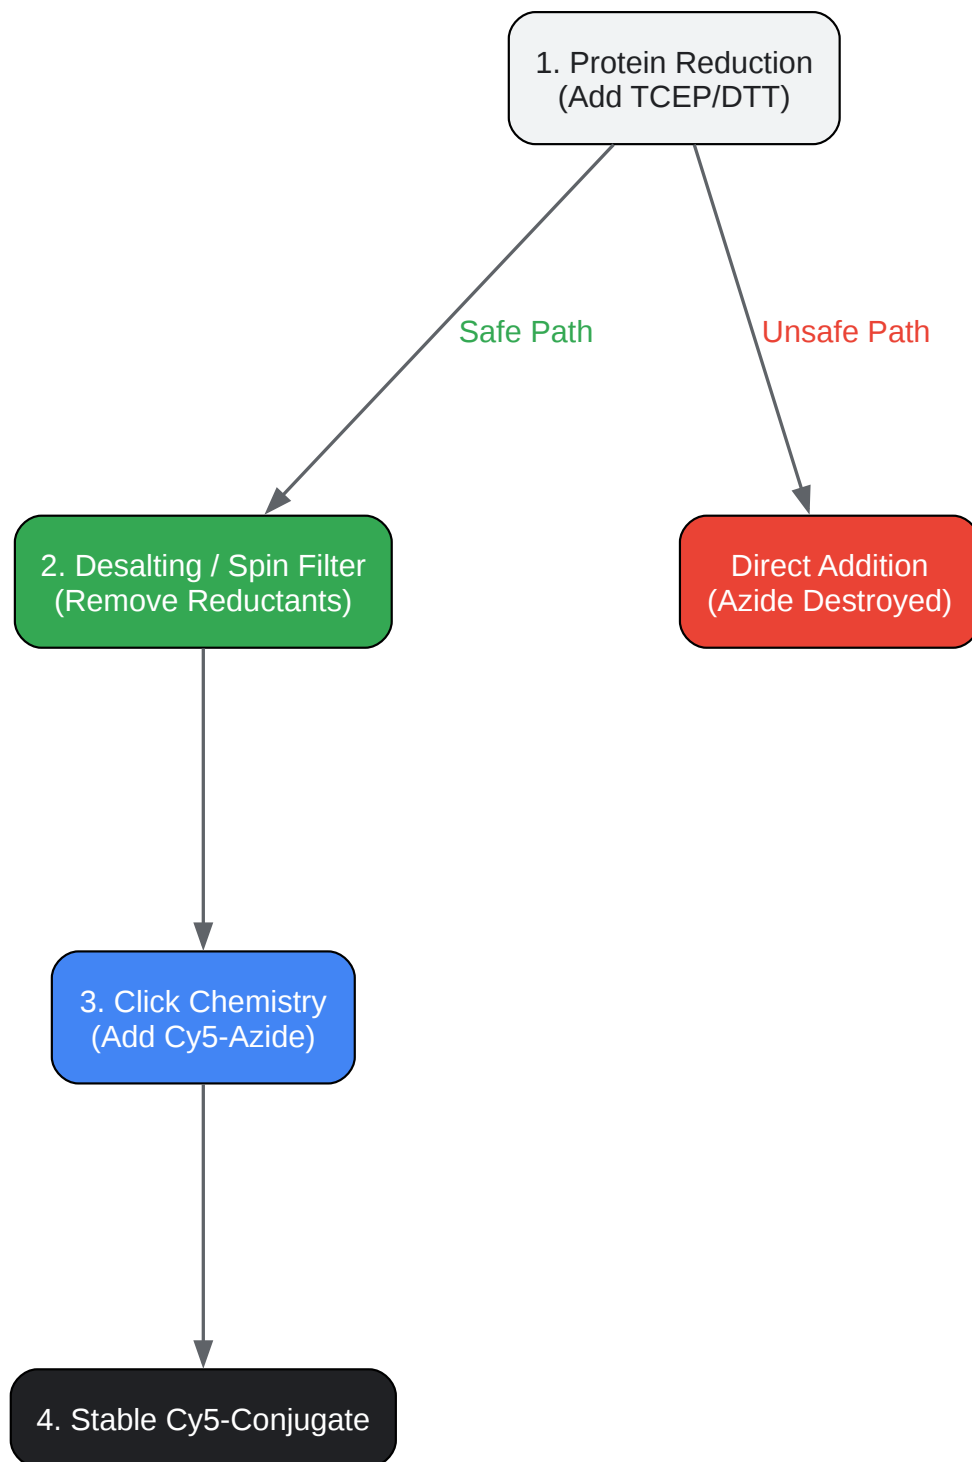 1. Protein Reduction
(Add TCEP/DTT)
Safe Path
Unsafe Path
2. Desalting / Spin Filter
(Remove Reductants)
Direct Addition
(Azide Destroyed)
3. Click Chemistry
(Add Cy5-Azide)
4. Stable Cy5-Conjugate